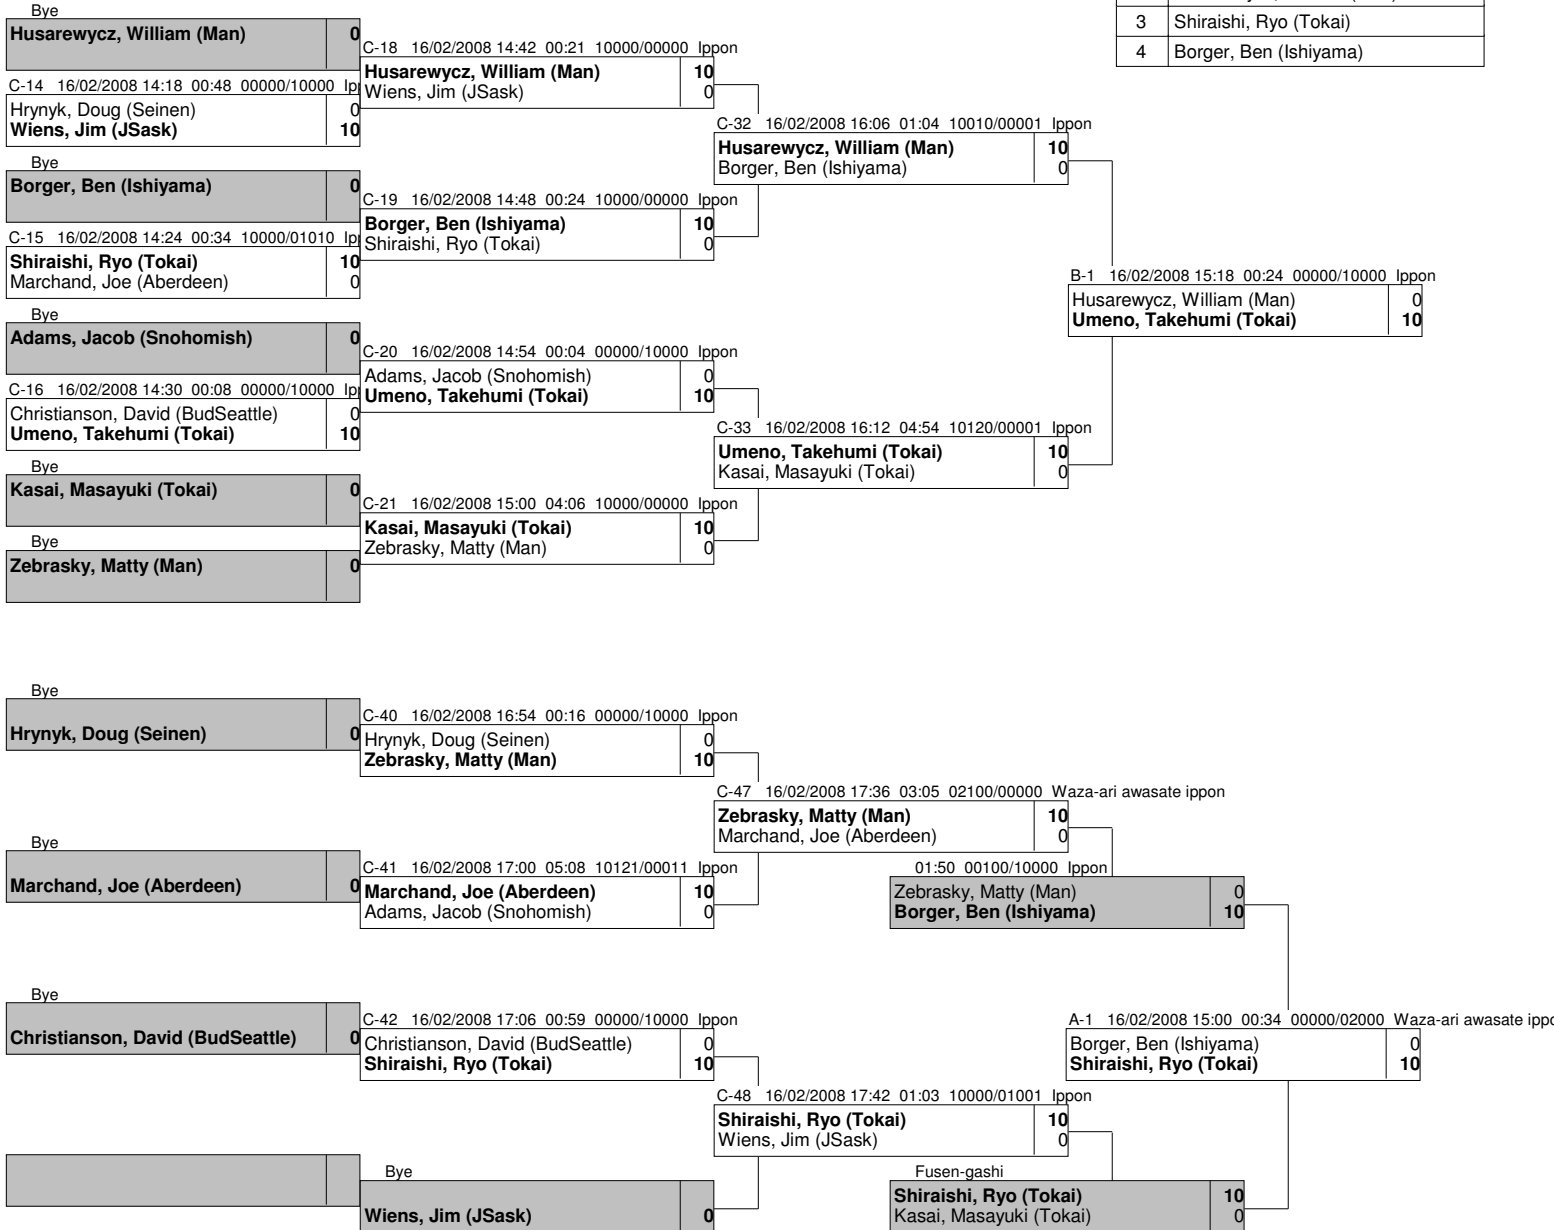 Bye
Husarewycz, William (Man) 0
C-14 16/02/2008 14:18 00:48 00000/10000
Hrynyk, Doug (Seinen) 0
Wiens, Jim (JSask) 10
Bye
Borger, Ben (Ishiyama) 0
C-15 16/02/2008 14:24 00:34 10000/01010
Shiraishi, Ryo (Tokai) 10
Marchand, Joe (Aberdeen) 0
Bye
Adams, Jacob (Snohomish) 0
C-16 16/02/2008 14:30 00:08 00000/10000
Christianson, David (BudSeattle) 0
Umeno, Takehumi (Tokai) 10
Bye
Kasai, Masayuki (Tokai) 0
Bye
Zebrasky, Matty (Man) 0
C-18 16/02/2008 14:42 00:21 10000/00000 Ippon
Husarewycz, William (Man) 10
Wiens, Jim (JSask) 0
C-19 16/02/2008 14:48 00:24 10000/00000 Ippon
Borger, Ben (Ishiyama) 10
Shiraishi, Ryo (Tokai) 0
C-20 16/02/2008 14:54 00:04 00000/10000 Ippon
Adams, Jacob (Snohomish) 0
Umeno, Takehumi (Tokai) 10
C-21 16/02/2008 15:00 04:06 10000/00000 Ippon
Kasai, Masayuki (Tokai) 10
Zebrasky, Matty (Man) 0
C-32 16/02/2008 16:06 01:04 10010/00001 Ippon
Husarewycz, William (Man) 10
Borger, Ben (Ishiyama) 0
C-33 16/02/2008 16:12 04:54 10120/00001 Ippon
Umeno, Takehumi (Tokai) 10
Kasai, Masayuki (Tokai) 0
3 Shiraishi, Ryo (Tokai)
4 Borger, Ben (Ishiyama)
B-1 16/02/2008 15:18 00:24 00000/10000 Ippon
Husarewycz, William (Man) 0
Umeno, Takehumi (Tokai) 10
Bye
Hrynyk, Doug (Seinen) 0
Bye
Marchand, Joe (Aberdeen) 0
Bye
Christianson, David (BudSeattle) 0
C-40 16/02/2008 16:54 00:16 00000/10000 Ippon
Hrynyk, Doug (Seinen) 0
Zebrasky, Matty (Man) 10
C-41 16/02/2008 17:00 05:08 10121/00011 Ippon
Marchand, Joe (Aberdeen) 10
Adams, Jacob (Snohomish) 0
C-42 16/02/2008 17:06 00:59 00000/10000 Ippon
Christianson, David (BudSeattle) 0
Shiraishi, Ryo (Tokai) 10
Bye
Wiens, Jim (JSask) 0
C-47 16/02/2008 17:36 03:05 02100/00000 Waza-ari awasate ippon
Zebrasky, Matty (Man) 10
Marchand, Joe (Aberdeen) 0
01:50 00100/10000 Ippon
Zebrasky, Matty (Man) 0
Borger, Ben (Ishiyama) 10
C-48 16/02/2008 17:42 01:03 10000/01001 Ippon
Shiraishi, Ryo (Tokai) 10
Wiens, Jim (JSask) 0
Fusen-gashi
Shiraishi, Ryo (Tokai) 10
Kasai, Masayuki (Tokai) 0
A-1 16/02/2008 15:00 00:34 00000/02000 Waza-ari awasate
Borger, Ben (Ishiyama) 0
Shiraishi, Ryo (Tokai) 10